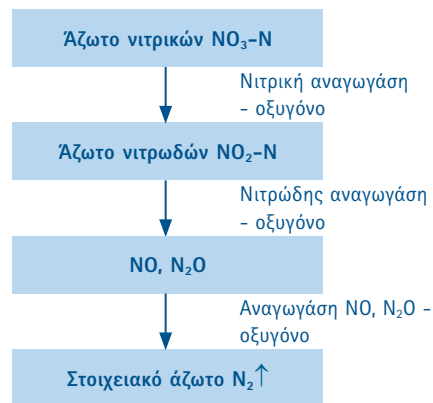 Άζωτο νιτρικών NO₃-N
Νιτρική αναγωγάση
- οξυγόνο
Άζωτο νιτρωδών NO₂-N
Νιτρώδης αναγωγάση
- οξυγόνο
NO, N₂O
Αναγωγάση NO, N₂O -
οξυγόνο
Στοιχειακό άζωτο N₂↑